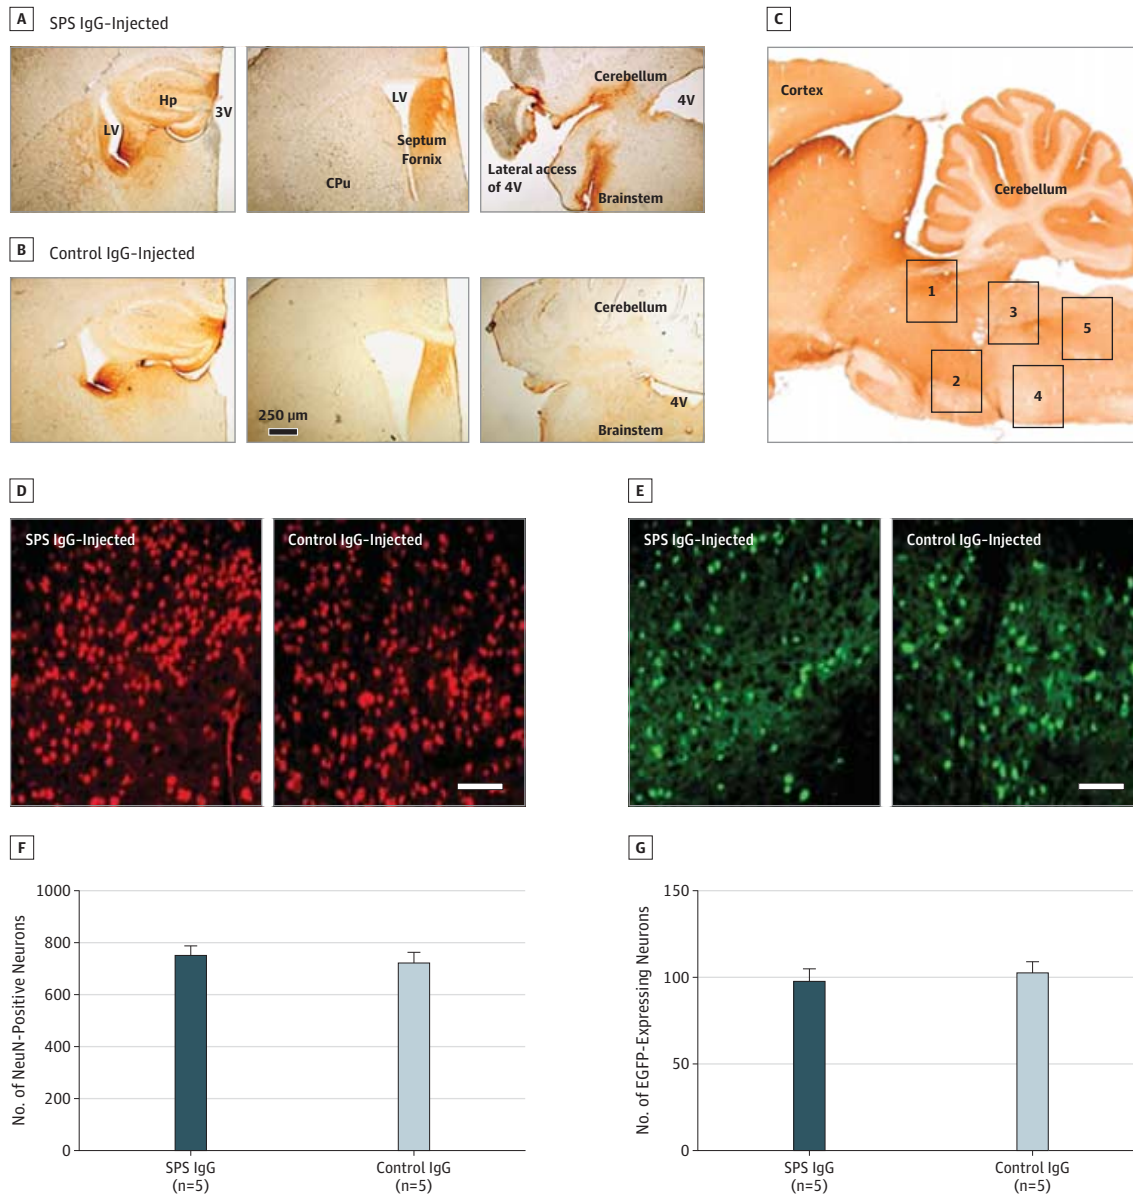 A SPS IgG-Injected
Hp
3V
LV
LV
Septum
Fornix
CPu
Cerebellum
4V
Lateral access
of 4V
Brainstem
B Control IgG-Injected
250 µm
Cerebellum
4V
Brainstem
C
Cortex
Cerebellum
1
3
5
2
4
D
SPS IgG-Injected
Control IgG-Injected
E
SPS IgG-Injected
Control IgG-Injected
F
No. of NeuN-Positive Neurons
1000
800
600
400
200
0
SPS IgG
(n=5)
Control IgG
(n=5)
G
No. of EGFP-Expressing Neurons
150
100
50
0
SPS IgG
(n=5)
Control IgG
(n=5)